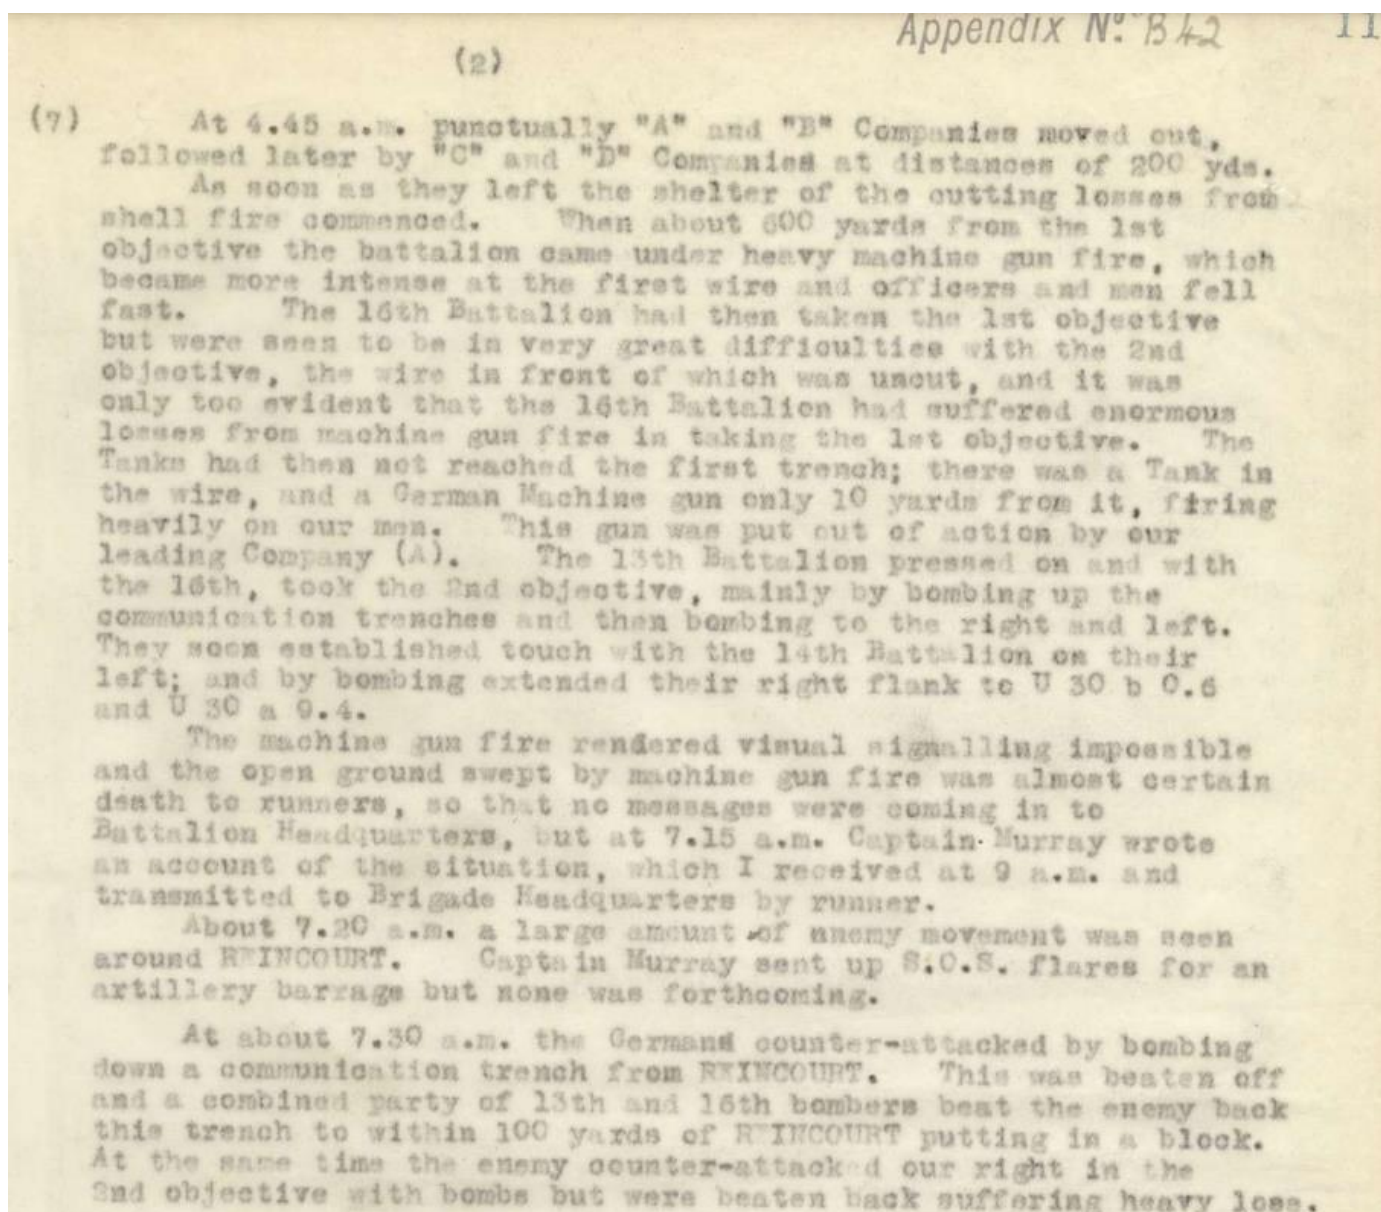 Appendix No. B42 11
(2)
(7) At 4.45 a.m. punctually "A" and "B" Companies moved out,
followed later by "C" and "D" Companies at distances of 200 yds.
As soon as they left the shelter of the cutting losses from
shell fire commenced. When about 600 yards from the 1st
objective the battalion came under heavy machine gun fire, which
became more intense at the first wire and officers and men fell
fast. The 16th Battalion had then taken the 1st objective
but were seen to be in very great difficulties with the 2nd
objective, the wire in front of which was uncut, and it was
only too evident that the 16th Battalion had suffered enormous
losses from machine gun fire in taking the 1st objective. The
Tanks had then not reached the first trench; there was a Tank in
the wire, and a German Machine gun only 10 yards from it, firing
heavily on our men. This gun was put out of action by our
leading Company (A). The 13th Battalion pressed on and with
the 16th, took the 2nd objective, mainly by bombing up the
communication trenches and then bombing to the right and left.
They soon established touch with the 14th Battalion on their
left; and by bombing extended their right flank to U 30 b 0.6
and U 30 a 9.4.
The machine gun fire rendered visual signalling impossible
and the open ground swept by machine gun fire was almost certain
death to runners, so that no messages were coming in to
Battalion Headquarters, but at 7.15 a.m. Captain Murray wrote
an account of the situation, which I received at 9 a.m. and
transmitted to Brigade Headquarters by runner.
About 7.20 a.m. a large amount of enemy movement was seen
around REINCOURT. Captain Murray sent up S.O.S. flares for an
artillery barrage but none was forthcoming.
At about 7.30 a.m. the Germans counter-attacked by bombing
down a communication trench from REINCOURT. This was beaten off
and a combined party of 13th and 16th bombers beat the enemy back
this trench to within 100 yards of REINCOURT putting in a block.
At the same time the enemy counter-attacked our right in the
2nd objective with bombs but were beaten back suffering heavy loss.